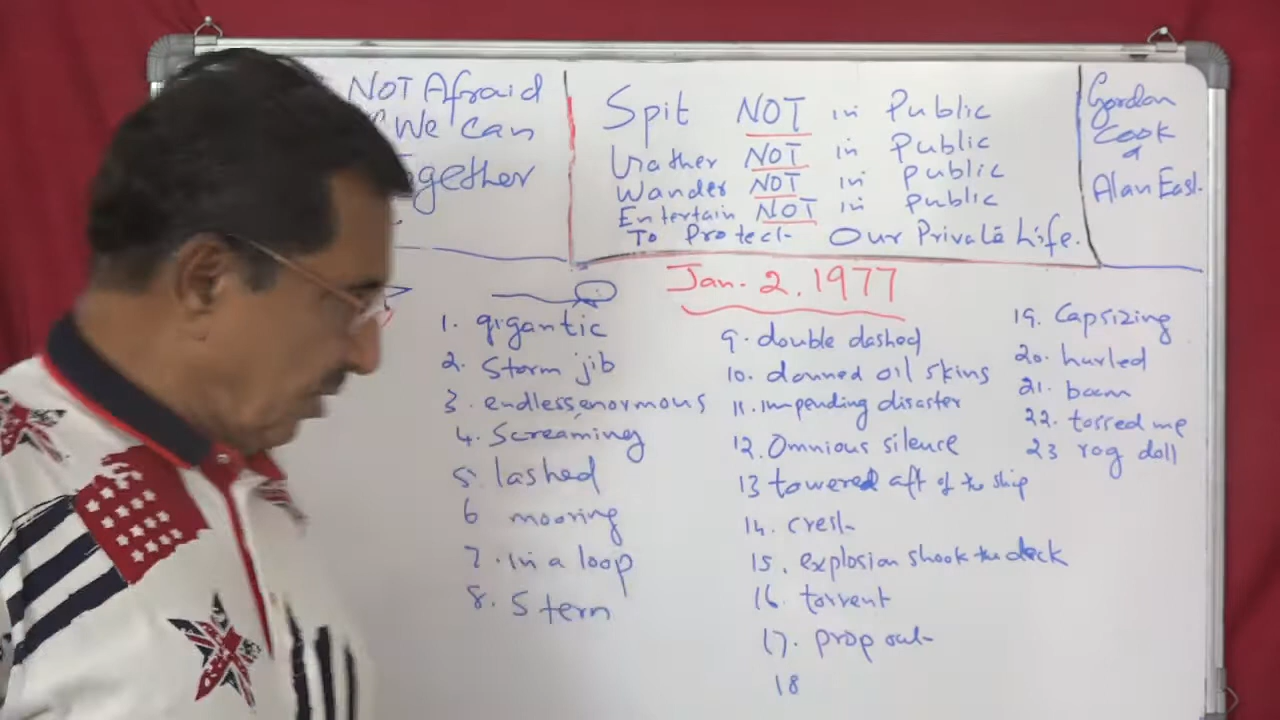 NOT Afraid
We can
Together
Spit NOT in Public
Grather NOT in Public
Wander NOT in Public
Entertain NOT in Public
To Protect Our Private Life.
Gordon
Cook
&
Alan East.
Jan. 2. 1977
1. gigantic
2. Storm jib
3. endless, enormous
4. Screaming
5. lashed
6 mooring
7. in a loop
8. Stern
9. double dashed
10. donned oil skins
11. impending disaster
12. Omnious silence
13 towered aft of the ship
14. crest
15. explosion shook the deck
16. torrent
17. prop out
18
19. Capsizing
20. hurled
21. boom
22. tossed me
23 rag doll